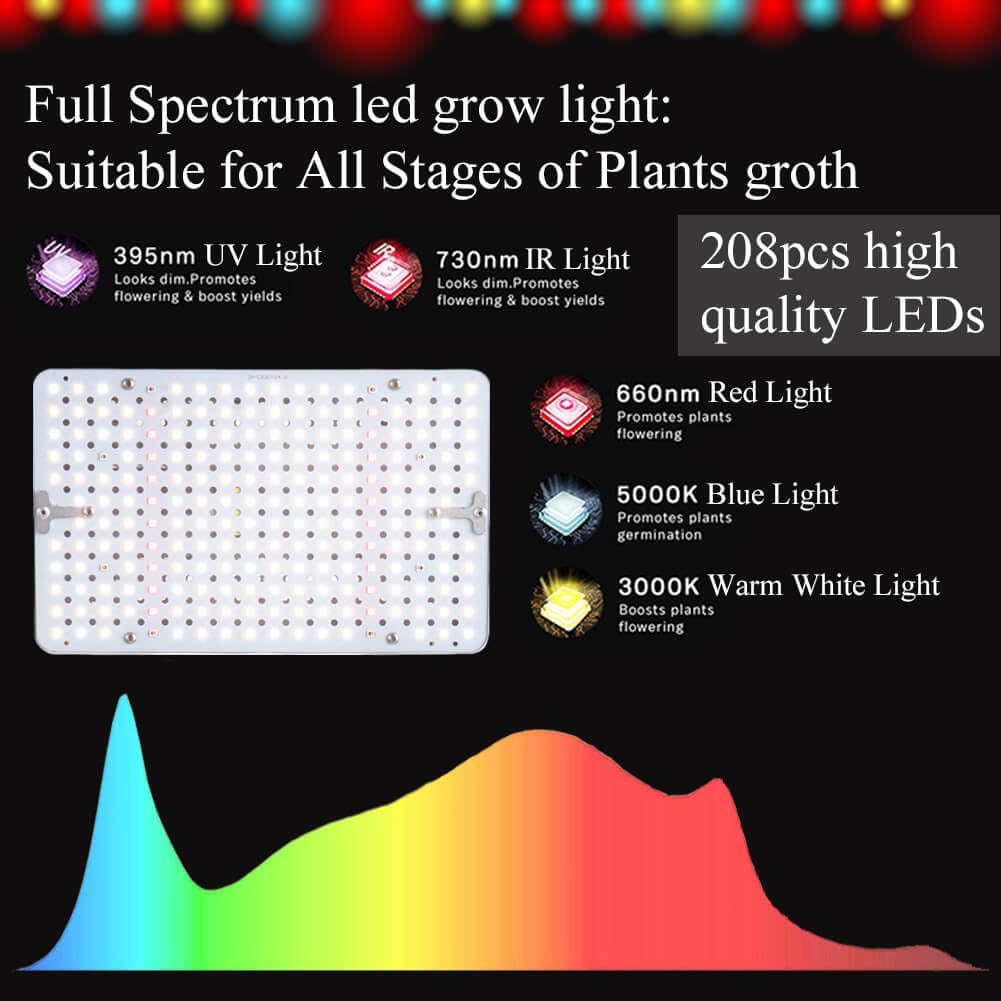 Full Spectrum led grow light:
Suitable for All Stages of Plants groth
UV
395nm UV Light
Looks dim.Promotes
flowering & boost yields
IR
730nm IR Light
Looks dim.Promotes
flowering & boost yields
208pcs high
quality LEDs
660nm Red Light
Promotes plants
flowering
5000K Blue Light
Promotes plants
germination
3000K Warm White Light
Boosts plants
flowering